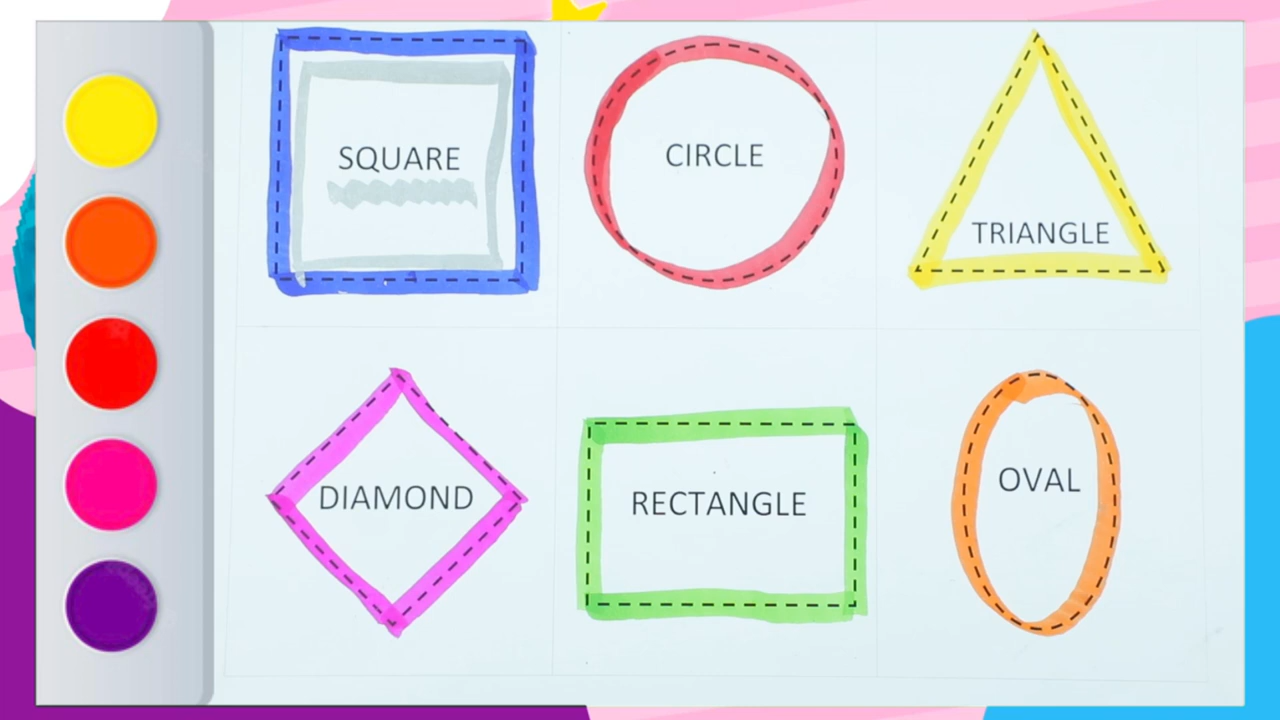 SQUARE
CIRCLE
TRIANGLE
DIAMOND
RECTANGLE
OVAL